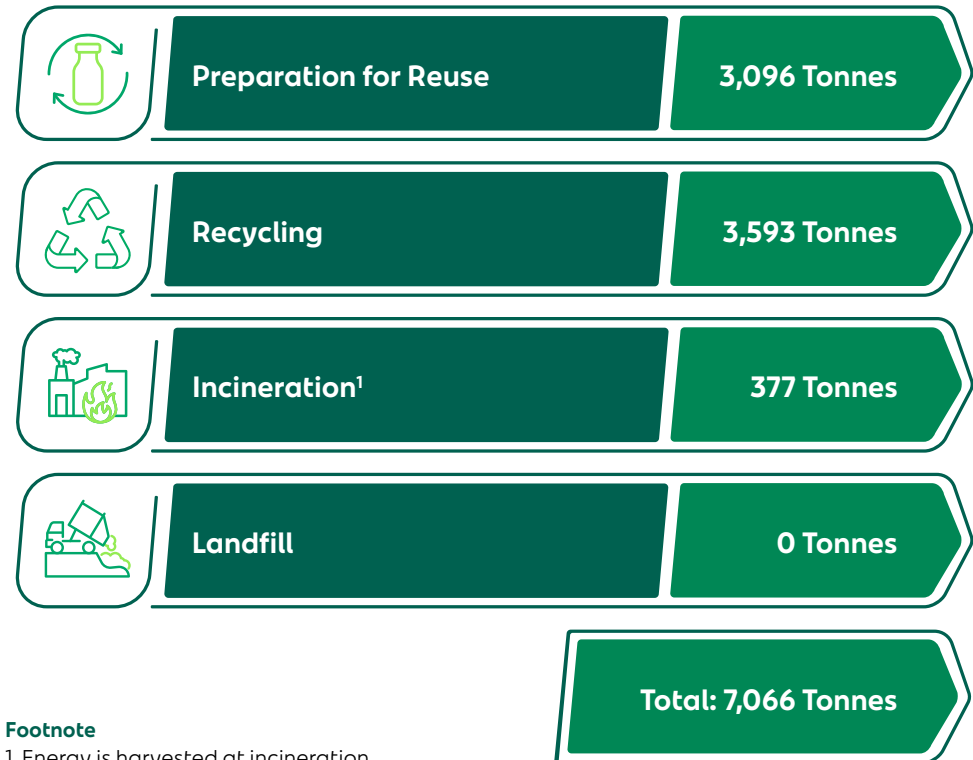 Preparation for Reuse 3,096 Tonnes
Recycling 3,593 Tonnes
Incineration¹ 377 Tonnes
Landfill 0 Tonnes
Total: 7,066 Tonnes
Footnote
1 Energy is harvested at incineration